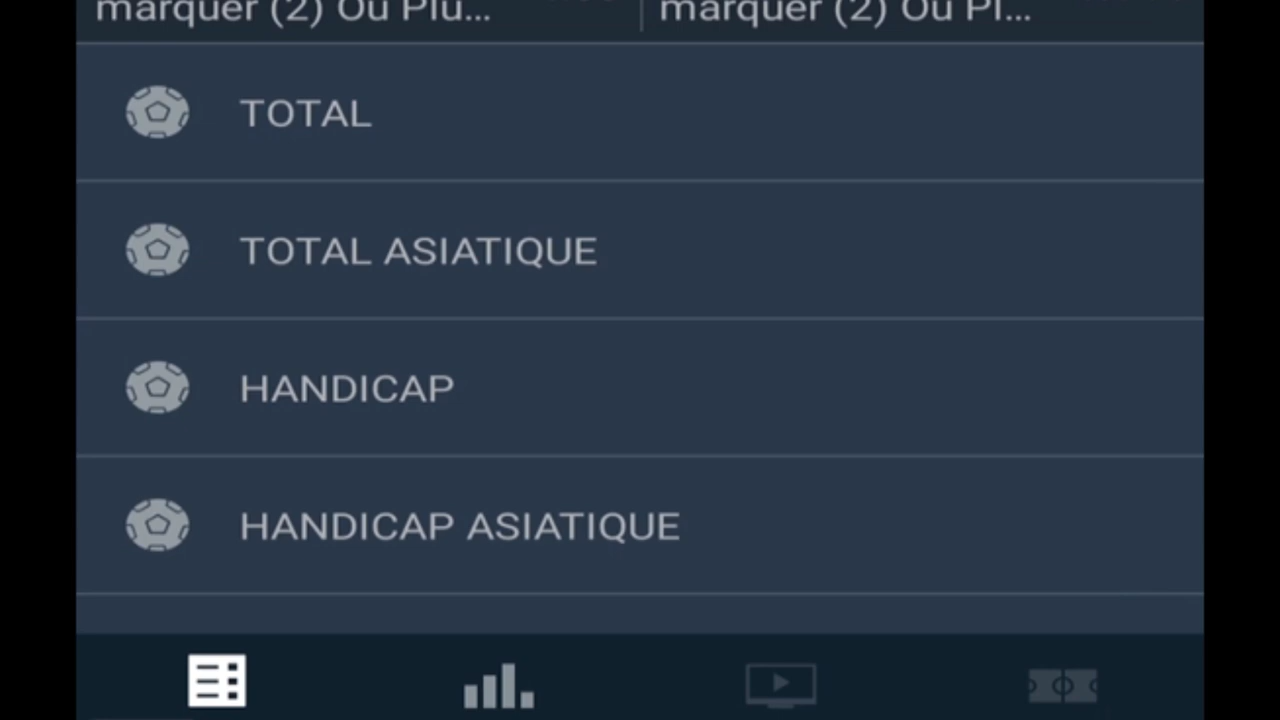 marquer (2) Ou Plu...
marquer (2) Ou Pl...
TOTAL
TOTAL ASIATIQUE
HANDICAP
HANDICAP ASIATIQUE